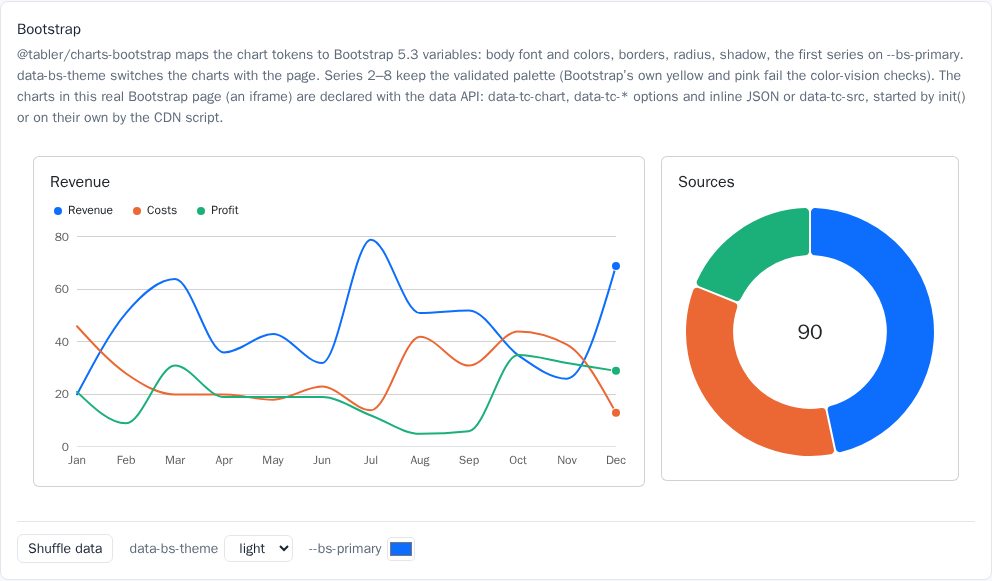 Bootstrap
@tabler/charts-bootstrap maps the chart tokens to Bootstrap 5.3 variables: body font and colors, borders, radius, shadow, the first series on --bs-primary.
data-bs-theme switches the charts with the page. Series 2–8 keep the validated palette (Bootstrap's own yellow and pink fail the color-vision checks). The
charts in this real Bootstrap page (an iframe) are declared with the data API: data-tc-chart, data-tc-* options and inline JSON or data-tc-src, started by init()
or on their own by the CDN script.
Revenue
Revenue Costs Profit
80
60
40
20
0
Jan Feb Mar Apr May Jun Jul Aug Sep Oct Nov Dec
Sources
90
Shuffle data data-bs-theme light --bs-primary